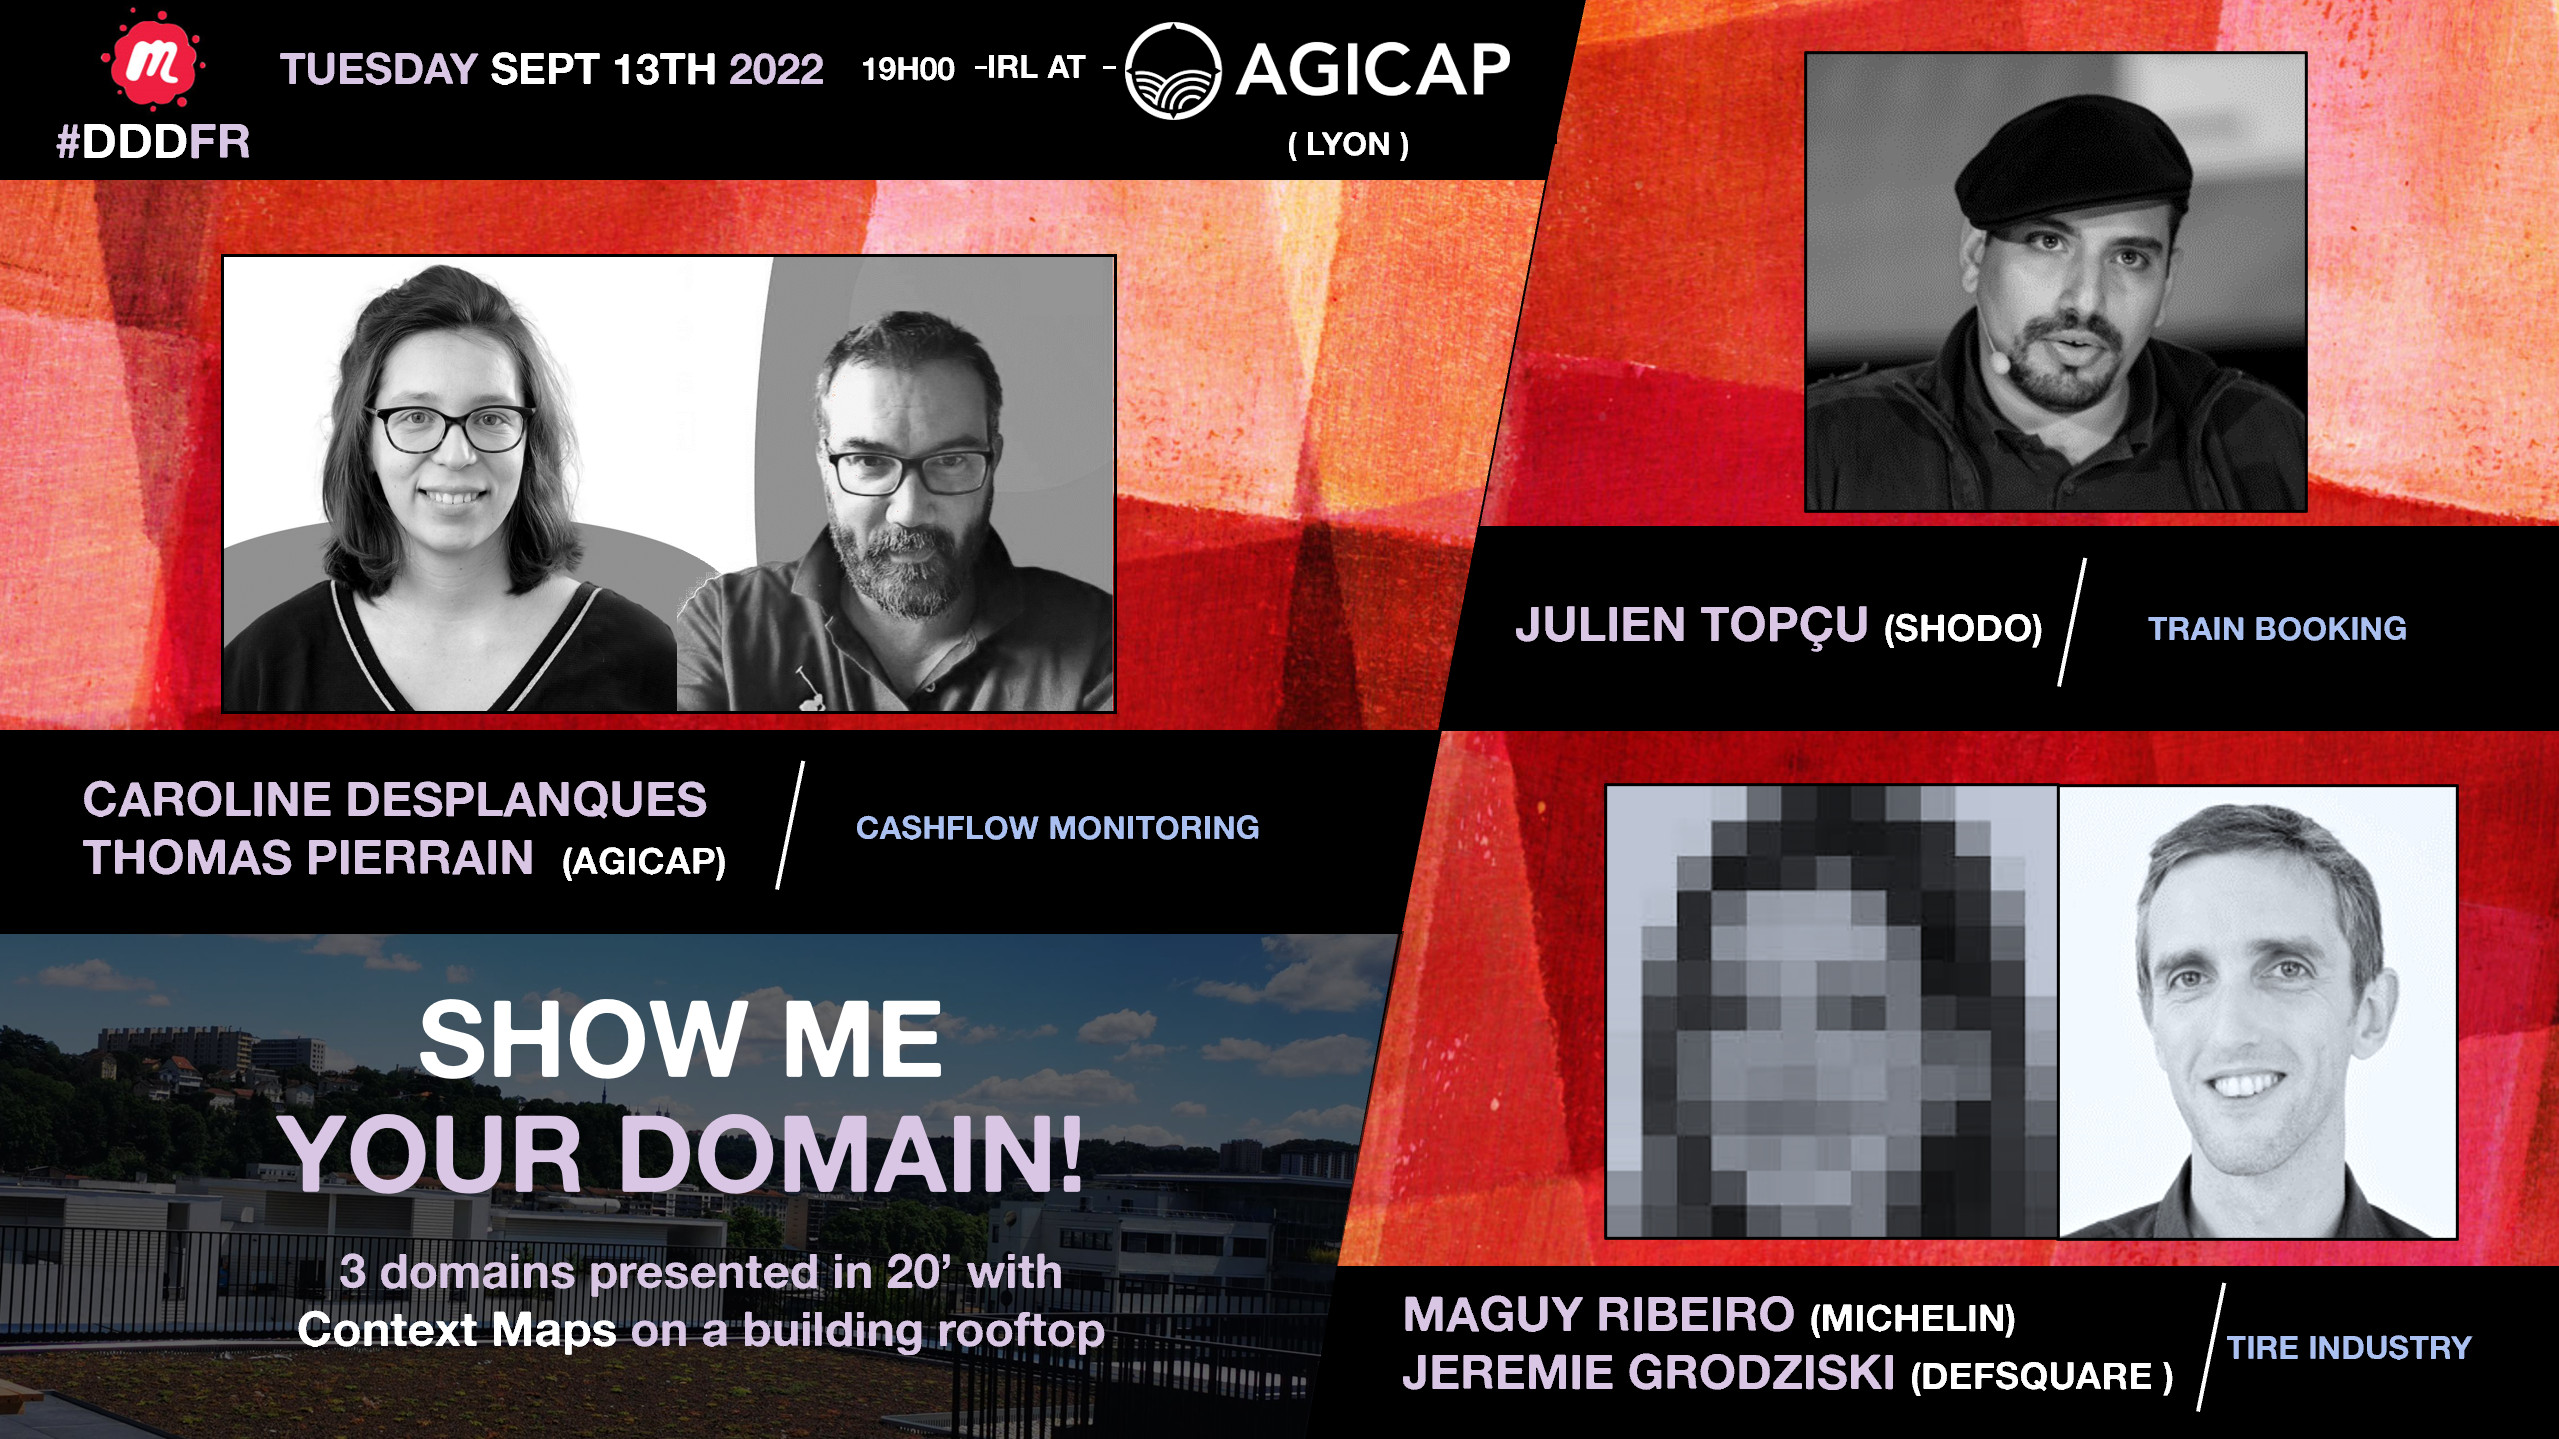 m
#DDDFR
TUESDAY SEPT 13TH 2022 19H00 -IRL AT - AGICAP
( LYON )
JULIEN TOPÇU (SHODO) TRAIN BOOKING
CAROLINE DESPLANQUES
THOMAS PIERRAIN (AGICAP)
CASHFLOW MONITORING
SHOW ME
YOUR DOMAIN!
3 domains presented in 20’ with
Context Maps on a building rooftop
MAGUY RIBEIRO (MICHELIN)
JEREMIE GRODZISKI (DEFSQUARE )
TIRE INDUSTRY